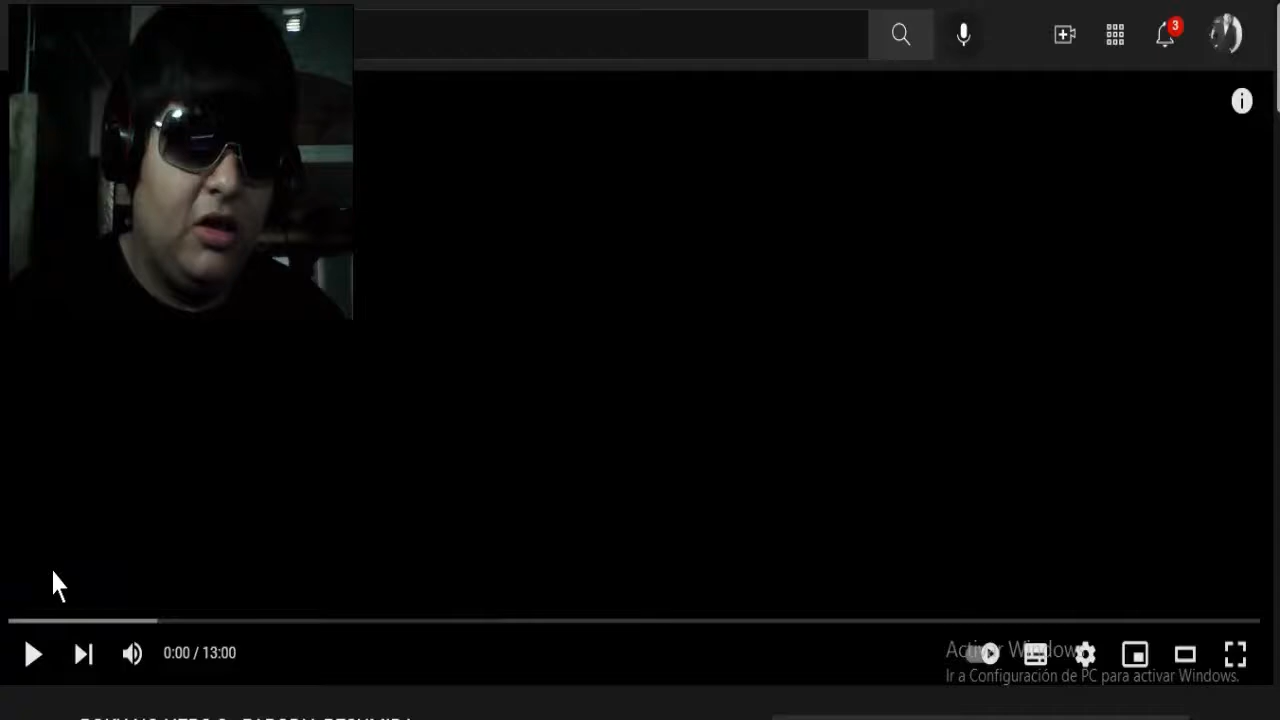 3
0:00 / 13:00
Activar Windows
Ir a Configuración de PC para activar Windows.